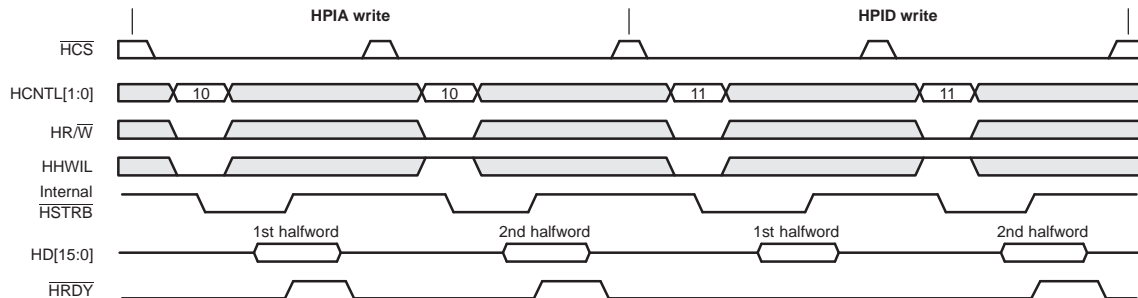 HPIA write HPID write
HCS
HCNTL[1:0] 10 10 11 11
HR/W
HHWIL
Internal
HSTRB
1st halfword 2nd halfword 1st halfword 2nd halfword
HD[15:0]
HRDY